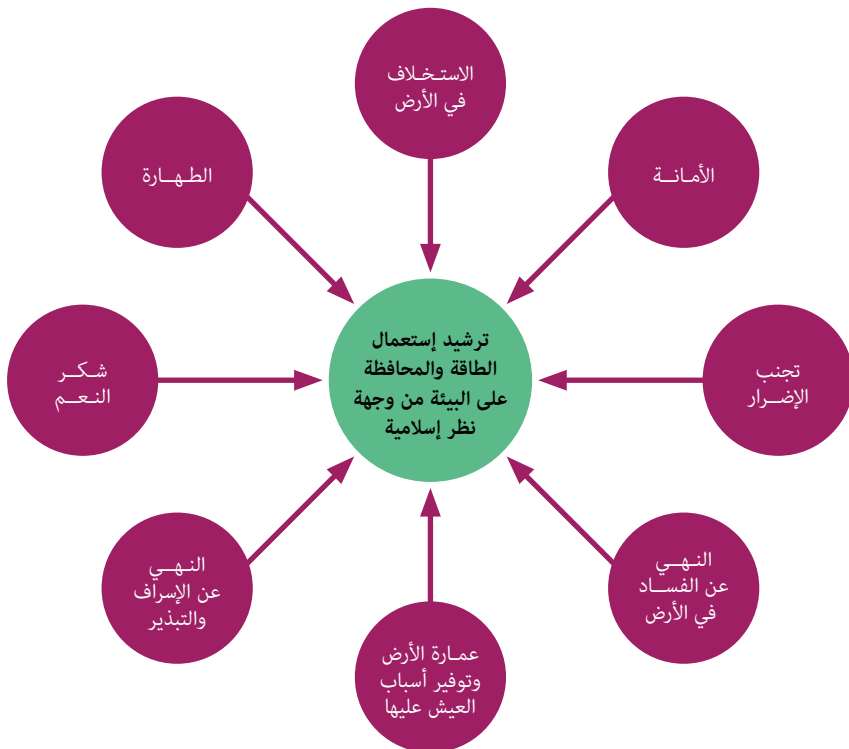 الاستخلاف
في الأرض
الأمانة
الطهارة
ترشيد إستعمال
الطاقة والمحافظة
على البيئة من وجهة
نظر إسلامية
تجنب
الإضرار
شكر
النعم
النهي
عن الفساد
في الأرض
النهي
عن الإسراف
والتبذير
عمارة الأرض
وتوفير أسباب
العيش عليها